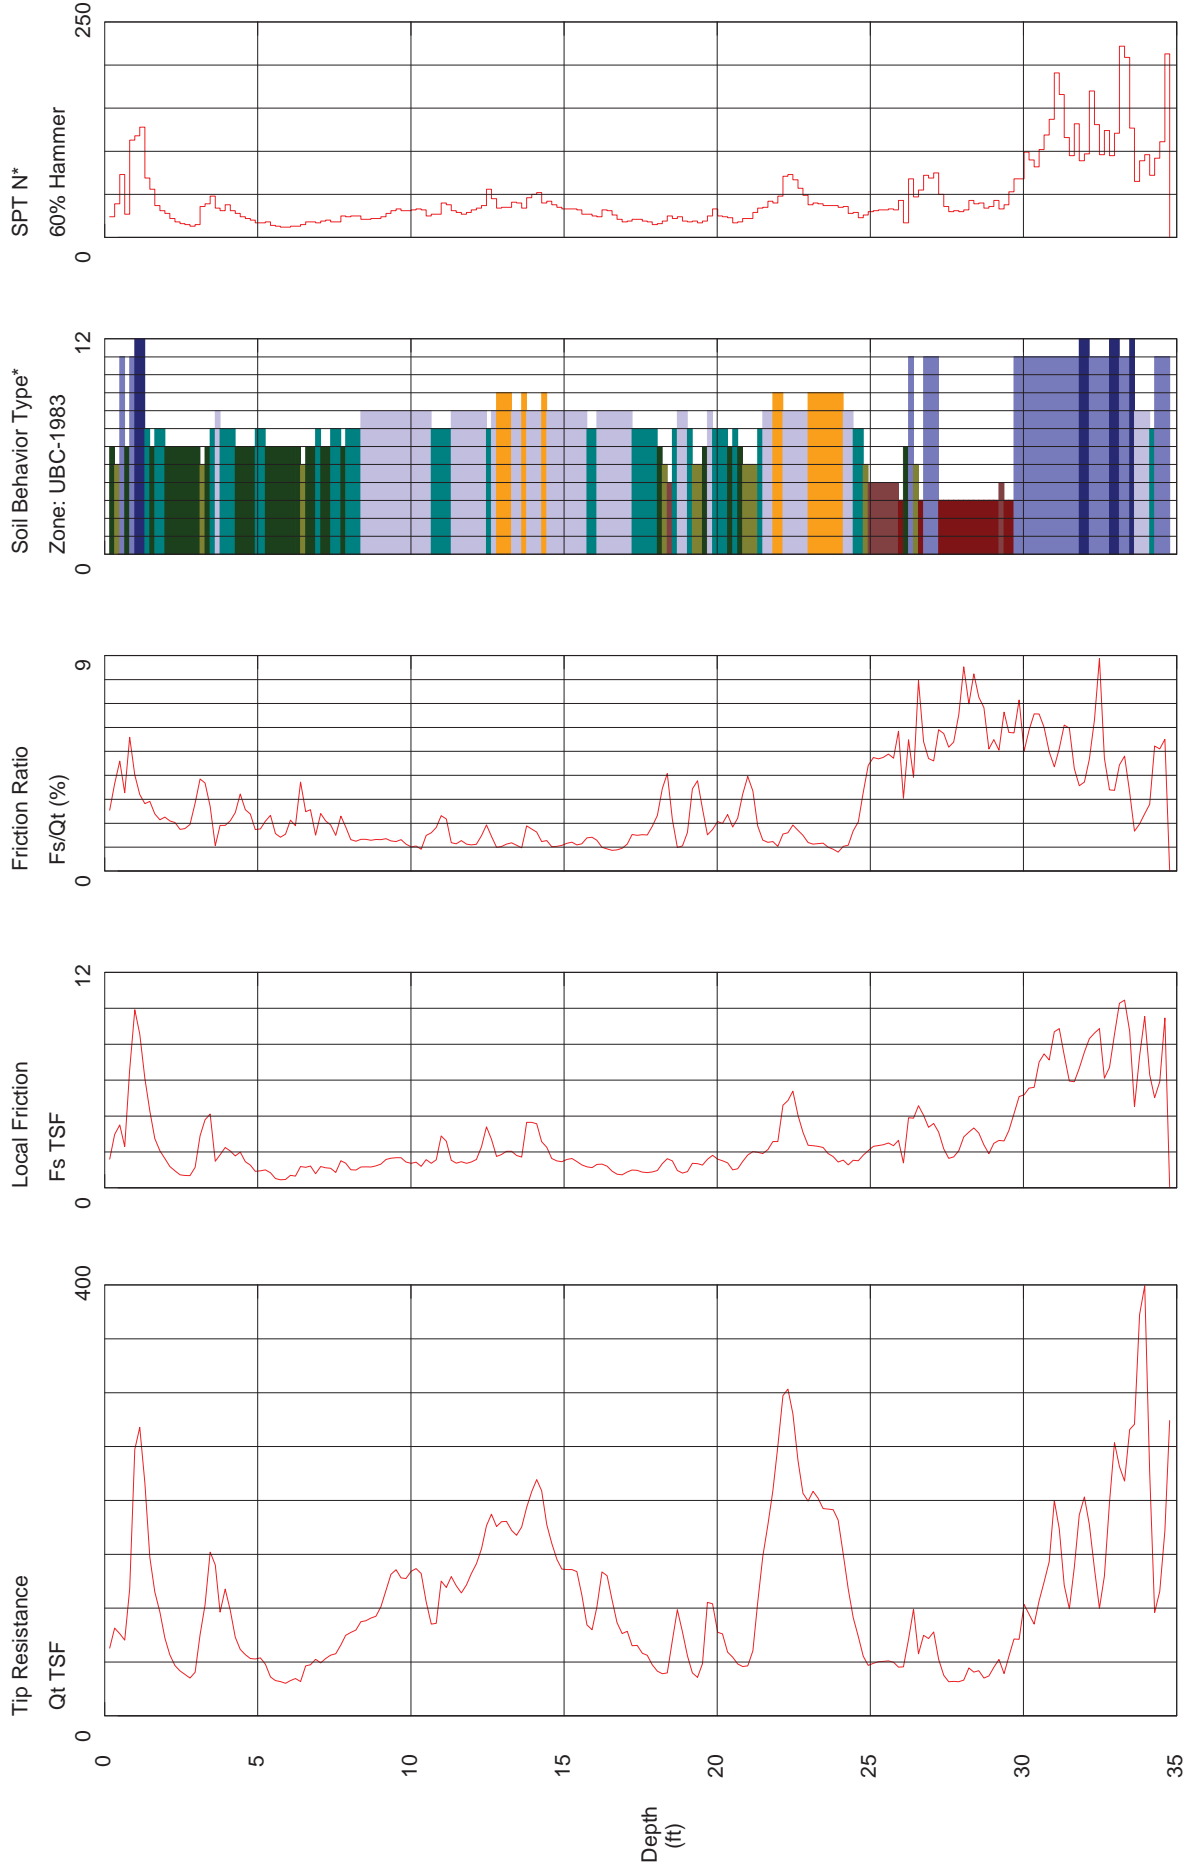 Tip Resistance
Qt TSF
0
400
Local Friction
Fs TSF
0
12
Friction Ratio
Fs/Qt (%)
0
9
Soil Behavior Type*
Zone: UBC-1983
0
12
SPT N*
60% Hammer
0
250
0
5
10
15
20
25
30
35
Depth
(ft)